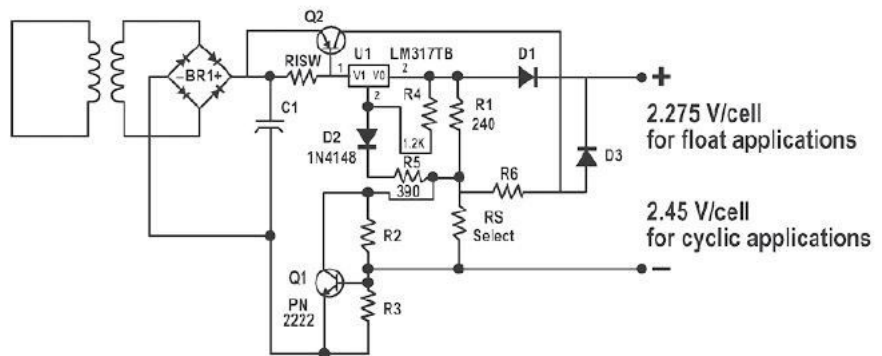 Q2
U1
LM317TB
D1
-BR1+
RISW
1
V1 V0
2
+
C1
2
R4
R1
240
2.275 V/cell
for float applications
D2
1N4148
1.2K
R5
390
R6
D3
R2
RS
Select
2.45 V/cell
for cyclic applications
−
Q1
PN
2222
R3